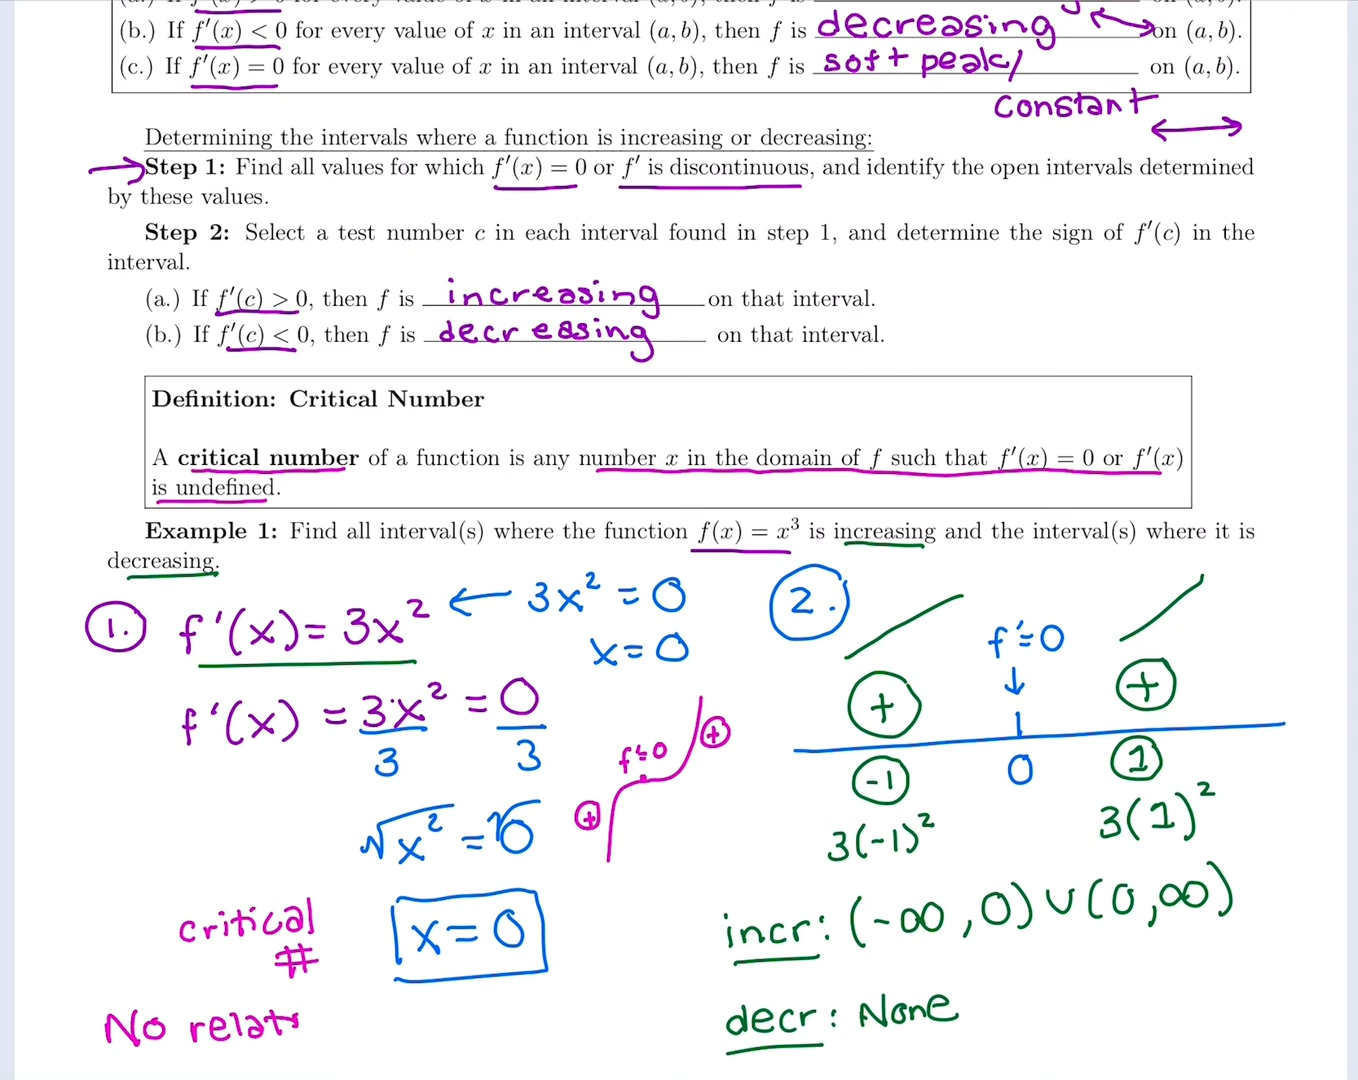 (b.) If f'(x) < 0 for every value of x in an interval (a, b), then f is decreasing on (a, b).
(c.) If f'(x) = 0 for every value of x in an interval (a, b), then f is soft peak/ on (a, b).
constant
Determining the intervals where a function is increasing or decreasing:
Step 1: Find all values for which f'(x) = 0 or f' is discontinuous, and identify the open intervals determined
by these values.
Step 2: Select a test number c in each interval found in step 1, and determine the sign of f'(c) in the
interval.
(a.) If f'(c) > 0, then f is increasing on that interval.
(b.) If f'(c) < 0, then f is decreasing on that interval.
Definition: Critical Number
A critical number of a function is any number x in the domain of f such that f'(x) = 0 or f'(x)
is undefined.
Example 1: Find all interval(s) where the function f(x) = x³ is increasing and the interval(s) where it is
decreasing.
1. f'(x) = 3x² ← 3x² = 0
x = 0
f'(x) = 3x² = 0
3 3
√x² = √0
x = 0
critical
#
No relat
f'=0
+
+
2.
f'=0
↓
+ +
-1 0 1
3(-1)² 3(1)²
incr: (-∞, 0) ∪ (0, ∞)
decr: None